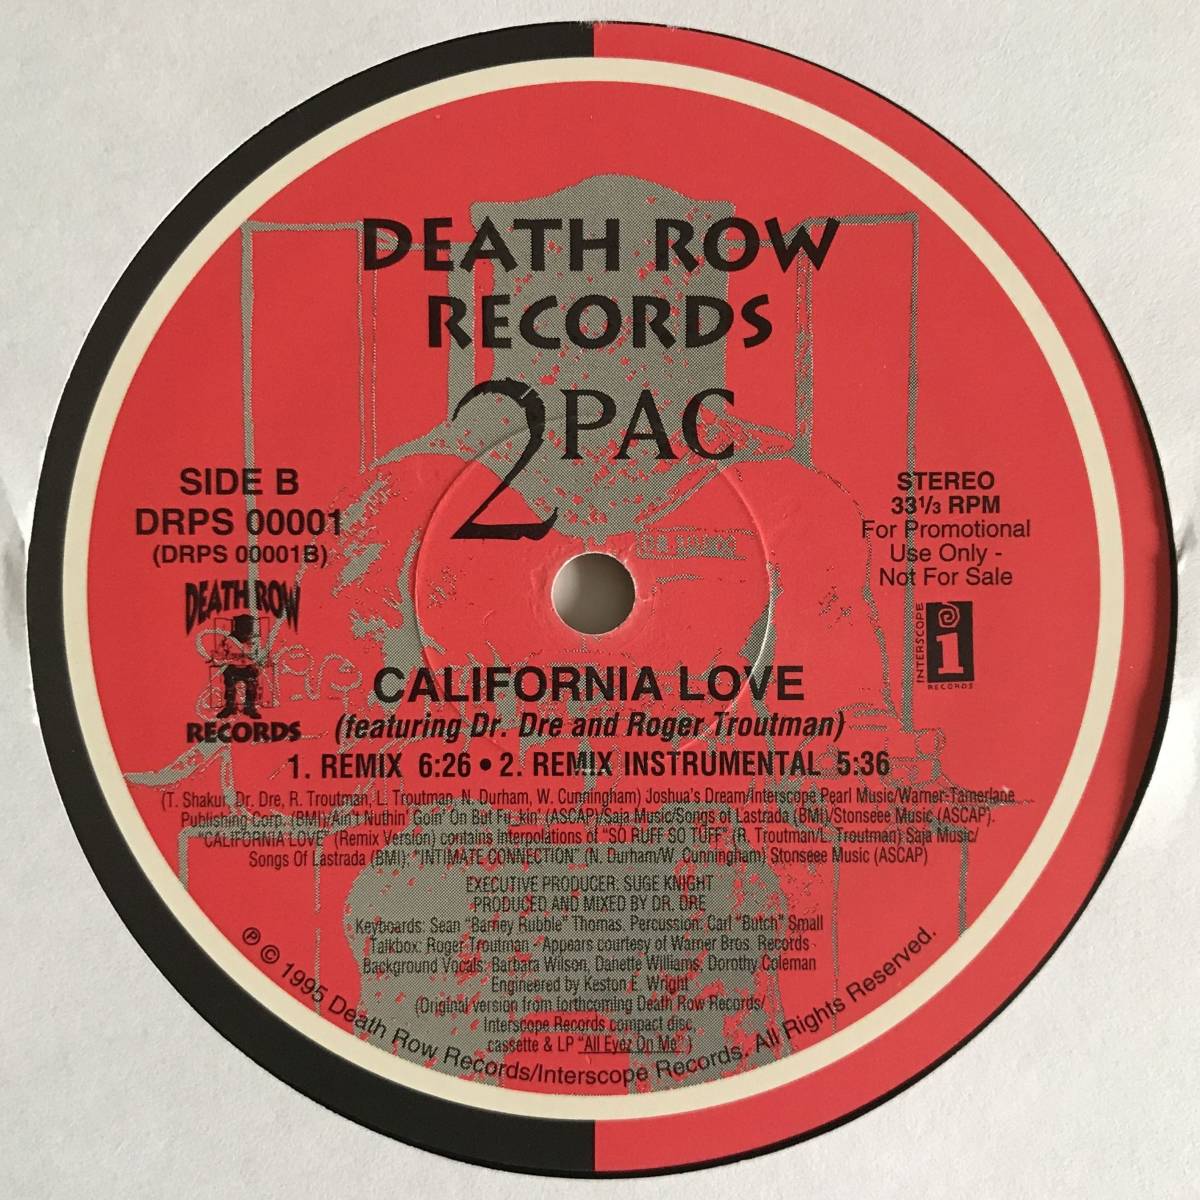 DEATH ROW
RECORDS
2PAC
SIDE B
DRPS 00001
(DRPS 00001B)
DEATH ROW
RECORDS
STEREO
33 1/3 RPM
For Promotional
Use Only -
Not For Sale
INTERSCOPE
i
RECORDS
CALIFORNIA LOVE
(featuring Dr. Dre and Roger Troutman)
1. REMIX 6:26 • 2. REMIX INSTRUMENTAL 5:36
(T. Shakur, Dr. Dre, R. Troutman, L. Troutman, N. Durham, W. Cunningham) Joshua's Dream/Interscope Pearl Music/Warner-Tamerlane
Publishing Corp. (BMI)/Ain't Nuthin' Goin' On But Fu_kin' (ASCAP)/Saja Music/Songs of Lastrada (BMI)/Stonseee Music (ASCAP).
"CALIFORNIA LOVE" (Remix Version) contains Interpolations of "SO RUFF SO TUFF" (R. Troutman/L. Troutman) Saja Music/
Songs Of Lastrada (BMI); "INTIMATE CONNECTION" (N. Durham/W. Cunningham) Stonseee Music (ASCAP)
EXECUTIVE PRODUCER: SUGE KNIGHT
PRODUCED AND MIXED BY DR. DRE
Keyboards: Sean "Barney Rubble" Thomas, Percussion: Carl "Butch" Small
Talkbox: Roger Troutman - Appears courtesy of Warner Bros. Records
Background Vocals: Barbara Wilson, Danette Williams, Dorothy Coleman
Engineered by Keston E. Wright
(Original version from forthcoming Death Row Records/
Interscope Records compact disc,
cassette & LP "All Eyez On Me")
℗ © 1995 Death Row Records/Interscope Records. All Rights Reserved.